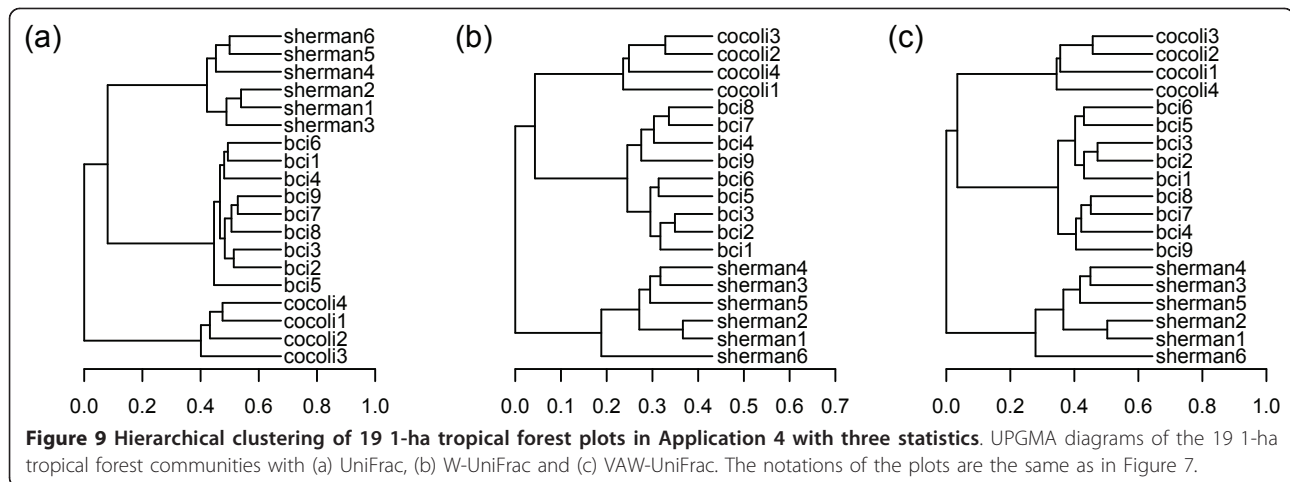 (a)
sherman6
sherman5
sherman4
sherman2
sherman1
sherman3
bci6
bci1
bci4
bci9
bci7
bci8
bci3
bci2
bci5
cocoli4
cocoli1
cocoli2
cocoli3
0.0 0.2 0.4 0.6 0.8 1.0
(b)
cocoli3
cocoli2
cocoli4
cocoli1
bci8
bci7
bci4
bci9
bci6
bci5
bci3
bci2
bci1
sherman4
sherman3
sherman5
sherman2
sherman1
sherman6
0.0 0.1 0.2 0.3 0.4 0.5 0.6 0.7
(c)
cocoli3
cocoli2
cocoli1
cocoli4
bci6
bci5
bci3
bci2
bci1
bci8
bci7
bci4
bci9
sherman4
sherman3
sherman5
sherman2
sherman1
sherman6
0.0 0.2 0.4 0.6 0.8 1.0
Figure 9 Hierarchical clustering of 19 1-ha tropical forest plots in Application 4 with three statistics. UPGMA diagrams of the 19 1-ha
tropical forest communities with (a) UniFrac, (b) W-UniFrac and (c) VAW-UniFrac. The notations of the plots are the same as in Figure 7.